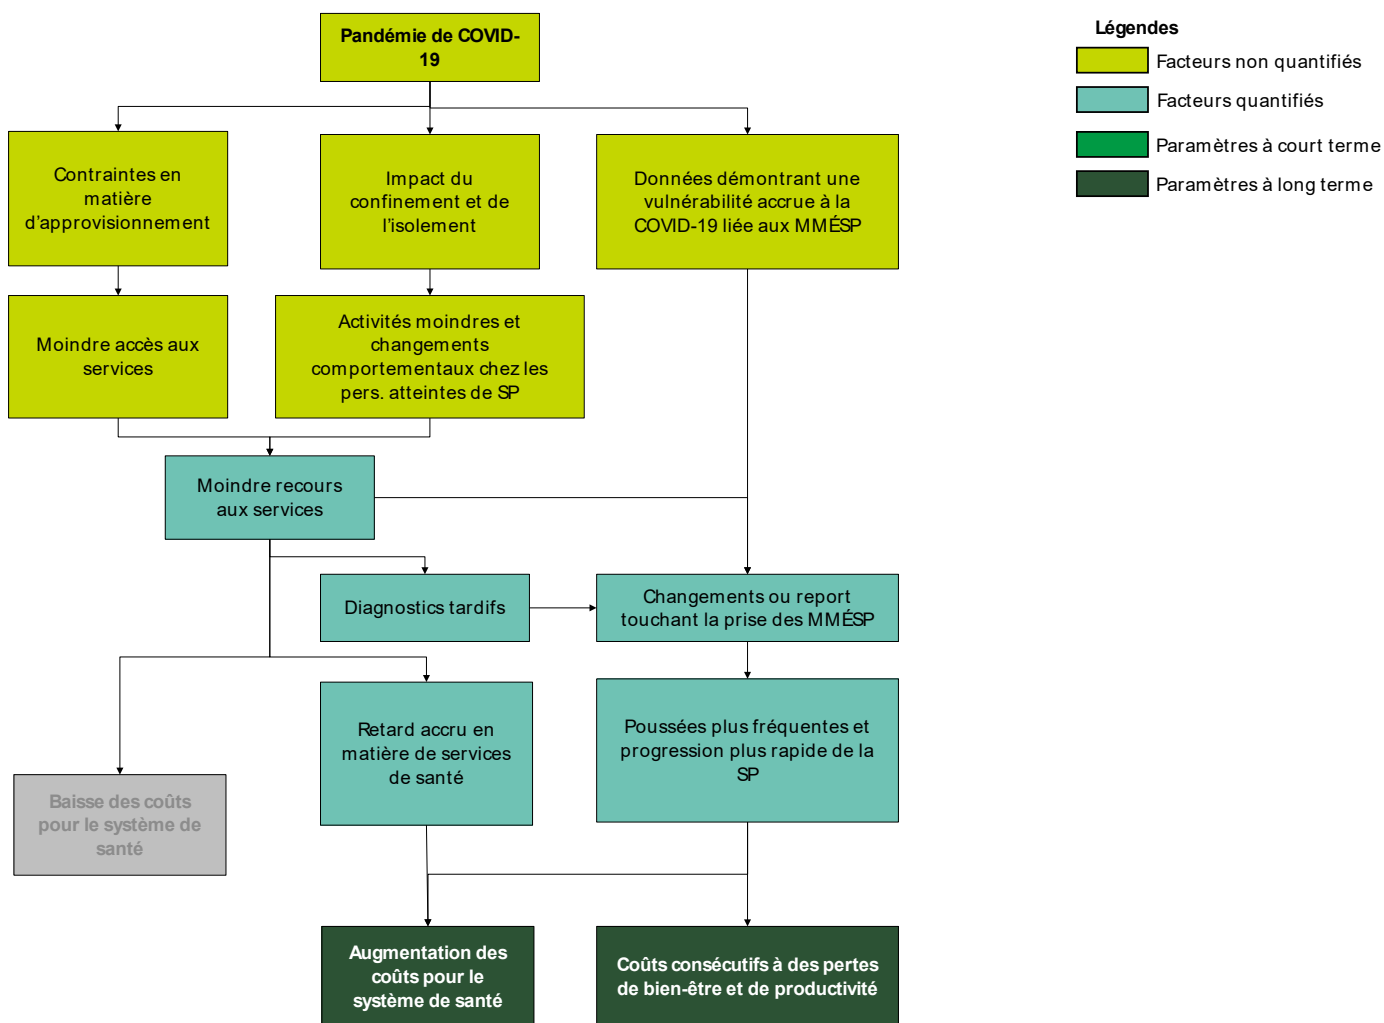 Pandémie de COVID-
19
Légendes
Facteurs non quantifiés
Facteurs quantifiés
Paramètres à court terme
Paramètres à long terme
Contraintes en
matière
d'approvisionnement
Impact du
confinement et de
l'isolement
Données démontrant une
vulnérabilité accrue à la
COVID-19 liée aux MMÉSP
Moindre accès aux
services
Activités moindres et
changements
comportementaux chez les
pers. atteintes de SP
Moindre recours
aux services
Diagnostics tardifs
Changements ou report
touchant la prise des MMÉSP
Retard accru en
matière de services
de santé
Poussées plus fréquentes et
progression plus rapide de la
SP
Baisse des coûts
pour le système de
santé
Augmentation des
coûts pour le
système de santé
Coûts consécutifs à des pertes
de bien-être et de productivité